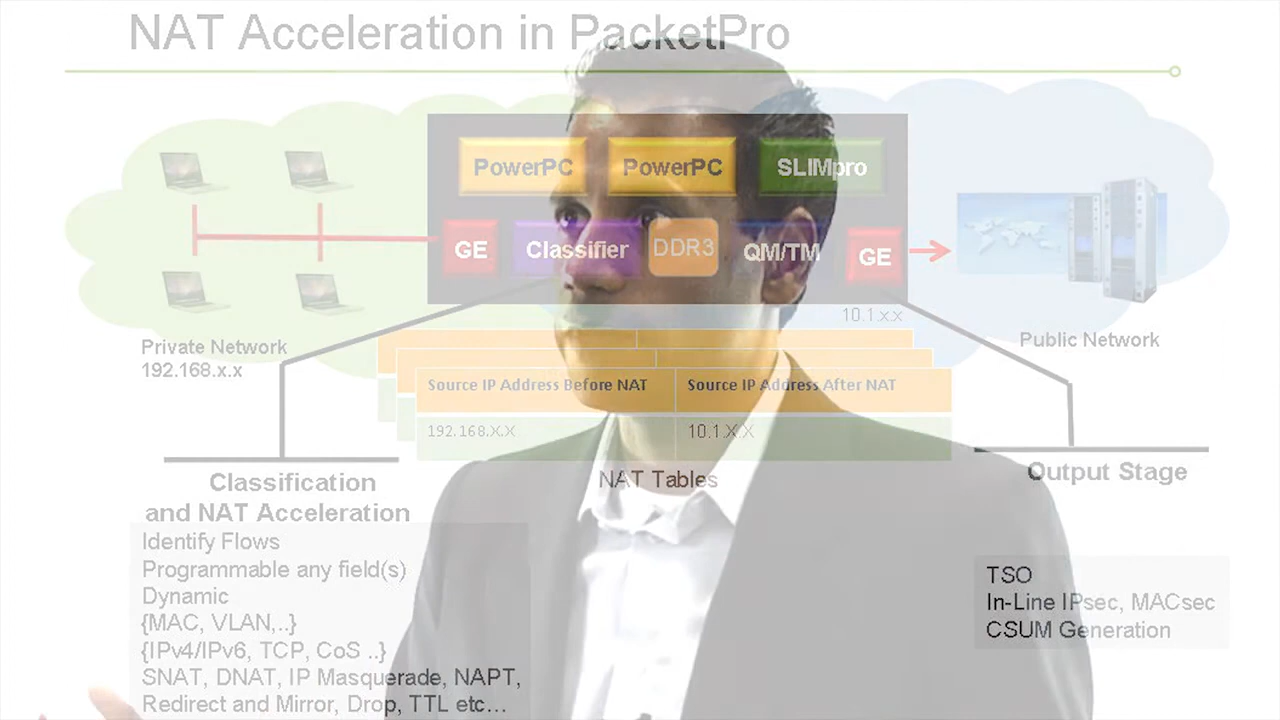 NAT Acceleration in PacketPro
PowerPC PowerPC SLIMpro
GE Classifier DDR3 QM/TM GE
10.1.x.x
Private Network
192.168.x.x
Public Network
Source IP Address Before NAT Source IP Address After NAT
192.168.X.X 10.1.X.X
NAT Tables
Classification
and NAT Acceleration
Output Stage
Identify Flows
Programmable any field(s)
Dynamic
{MAC, VLAN,..}
{IPv4/IPv6, TCP, CoS ..}
SNAT, DNAT, IP Masquerade, NAPT,
Redirect and Mirror, Drop, TTL etc...
TSO
In-Line IPsec, MACsec
CSUM Generation